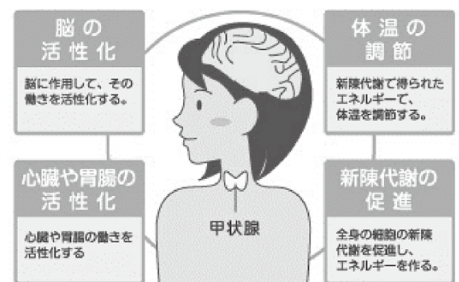 脳の
活性化
脳に作用して、その
働きを活性化する。
体温の
調節
新陳代謝で得られた
エネルギーで、
体温を調節する。
心臓や胃腸の
活性化
心臓や胃腸の働きを
活性化する
甲状腺
新陳代謝の
促進
全身の細胞の新陳
代謝を促進し、
エネルギーを作る。